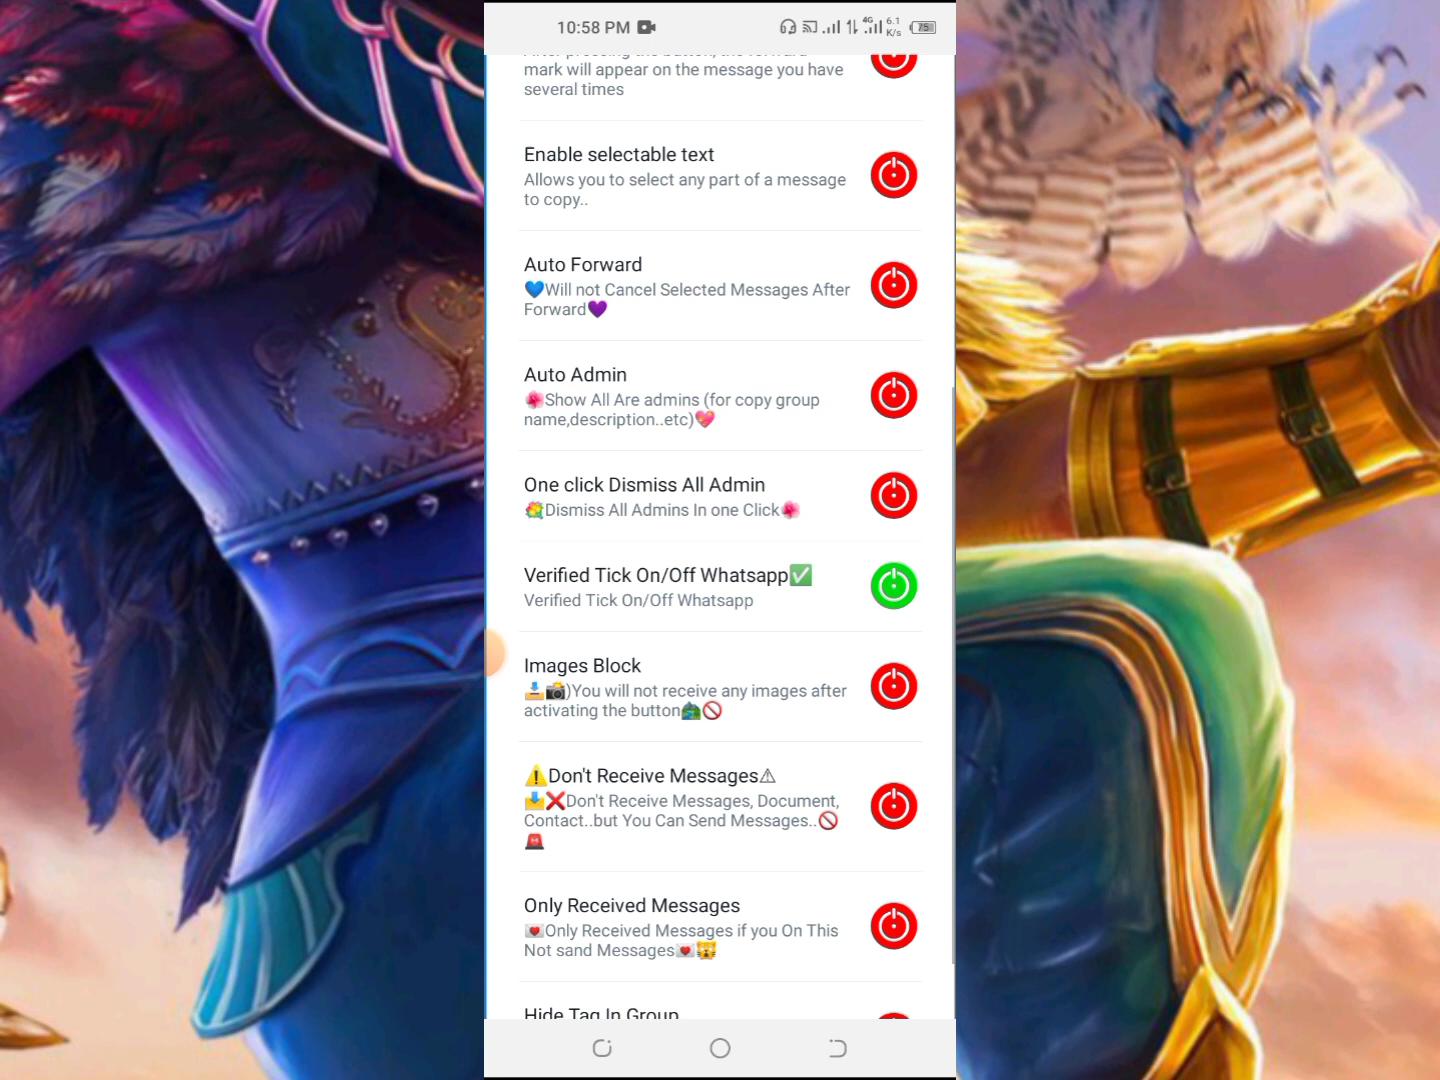 10:58 PM
4G
6.1
K/s
75
mark will appear on the message you have
several times
Enable selectable text
Allows you to select any part of a message
to copy..
Auto Forward
💙Will not Cancel Selected Messages After
Forward💜
Auto Admin
🌺Show All Are admins (for copy group
name,description..etc)💖
One click Dismiss All Admin
💐Dismiss All Admins In one Click🌺
Verified Tick On/Off Whatsapp✅
Verified Tick On/Off Whatsapp
Images Block
📥📸)You will not receive any images after
activating the button🏞🚫
⚠️Don't Receive Messages⚠
📥❌Don't Receive Messages, Document,
Contact..but You Can Send Messages..🚫
🚨
Only Received Messages
💌Only Received Messages if you On This
Not sand Messages💌🙀
Hide Tag In Group